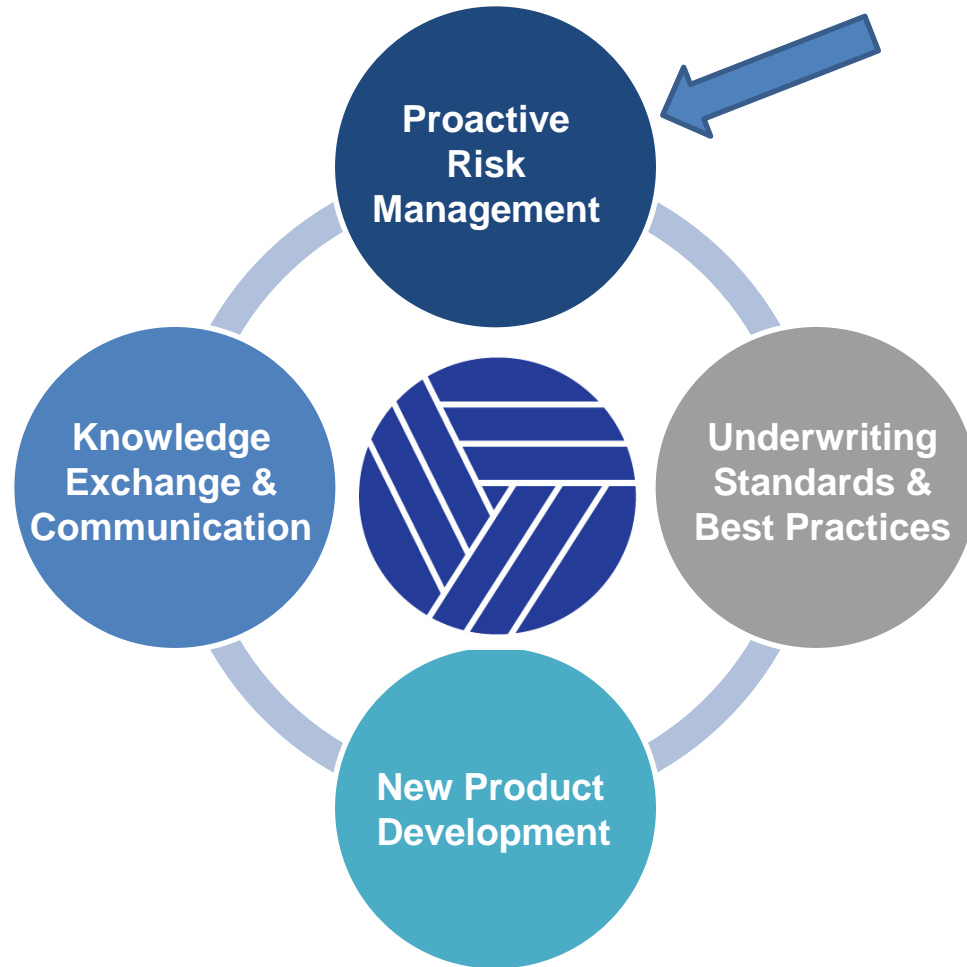 Proactive
Risk
Management
Knowledge
Exchange &
Communication
Underwriting
Standards &
Best Practices
New Product
Development